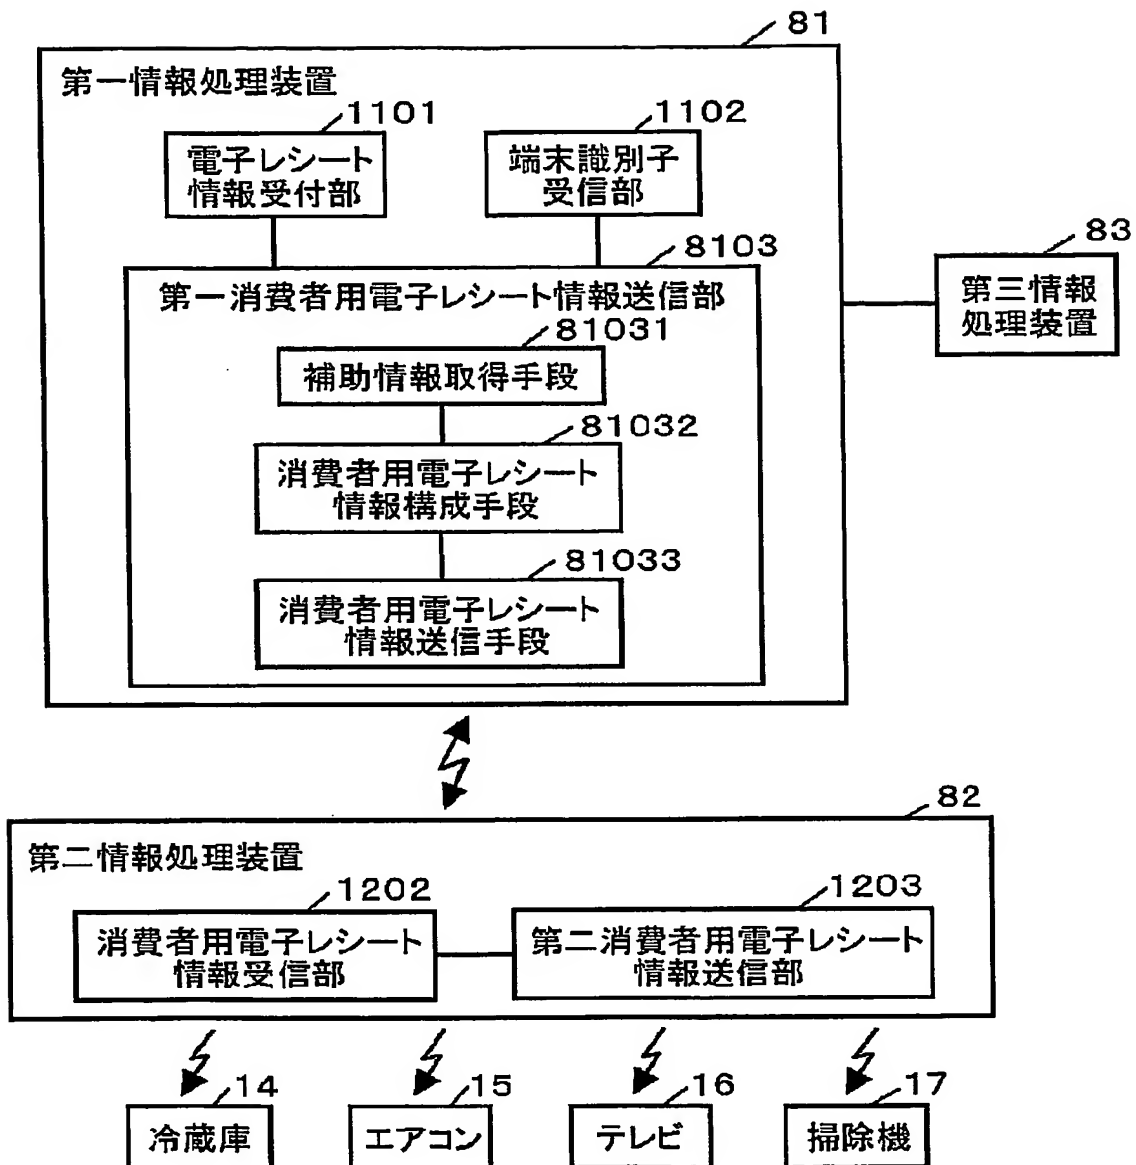 81
第一情報処理装置
1101
電子レシート
情報受付部
1102
端末識別子
受信部
8103
第一消費者用電子レシート情報送信部
81031
補助情報取得手段
81032
消費者用電子レシート
情報構成手段
81033
消費者用電子レシート
情報送信手段
83
第三情報
処理装置
82
第二情報処理装置
1202
消費者用電子レシート
情報受信部
1203
第二消費者用電子レシート
情報送信部
14
冷蔵庫
15
エアコン
16
テレビ
17
掃除機